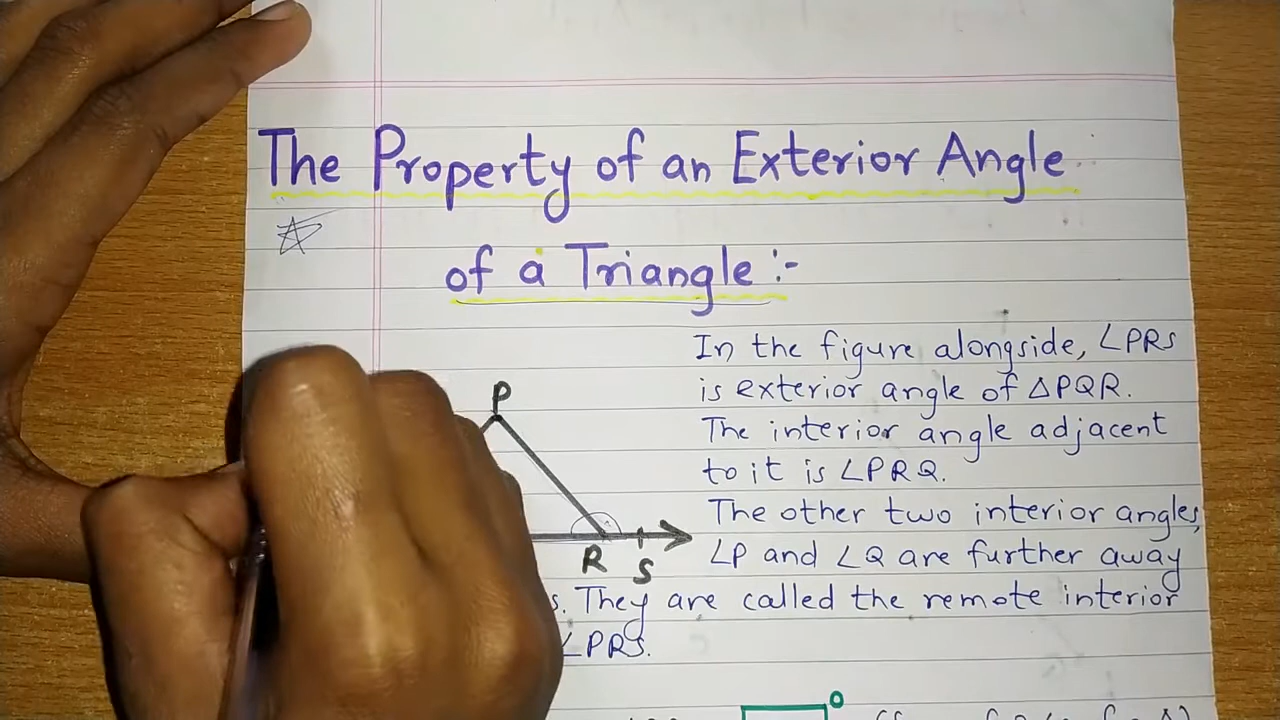 The Property of an Exterior Angle
of a Triangle :-
In the figure alongside, ∠PRS
is exterior angle of △PQR.
The interior angle adjacent
to it is ∠PRQ.
The other two interior angles,
∠P and ∠Q are further away
They are called the remote interior
∠PRS.
P
R
S